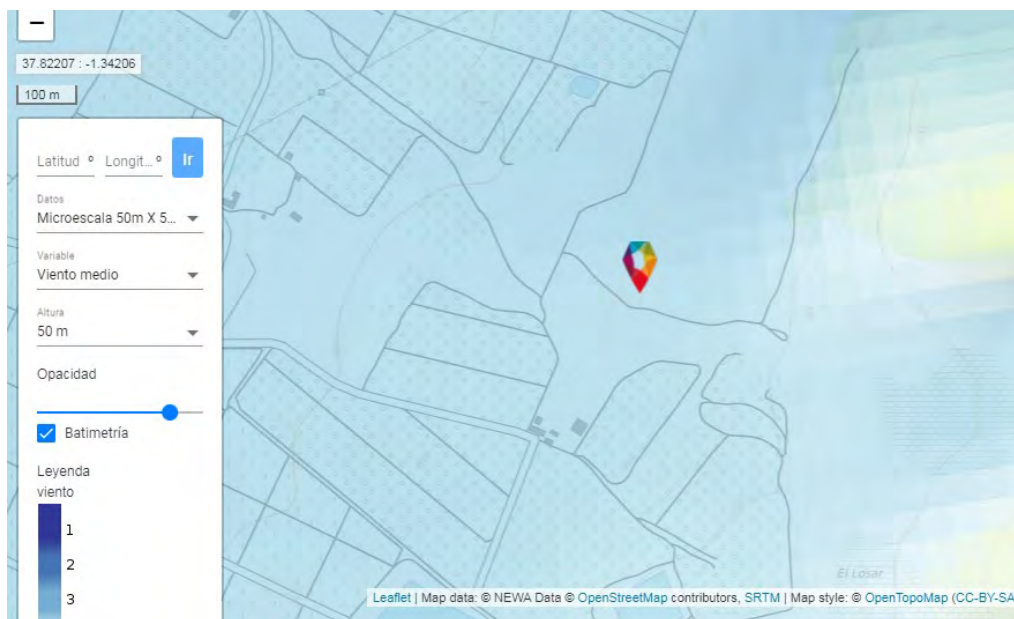 −
37.82207 : -1.34206
100 m
Latitud º Longit... º Ir
Datos
Microescala 50m X 5...
Variable
Viento medio
Altura
50 m
Opacidad
Batimetría
Leyenda
viento
1
2
3
El Losar
Leaflet | Map data: © NEWA Data © OpenStreetMap contributors, SRTM | Map style: © OpenTopoMap (CC-BY-SA